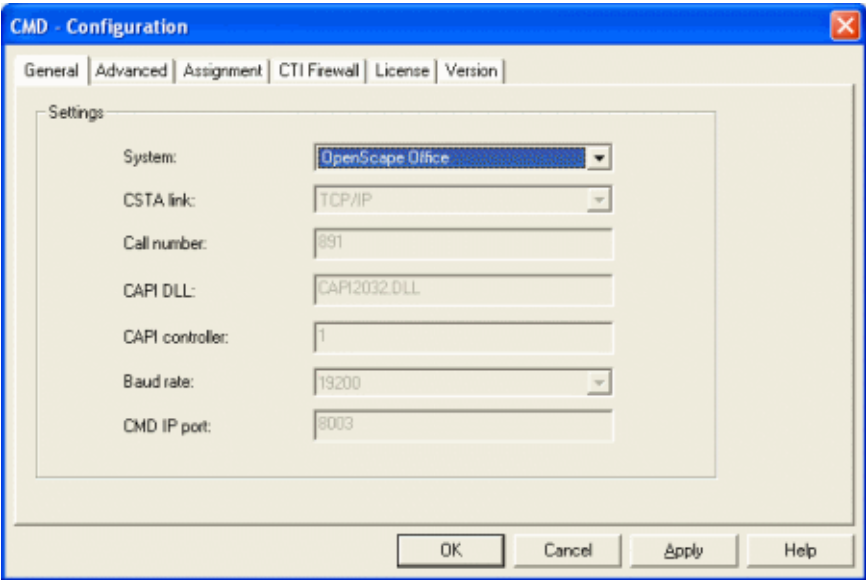 CMD - Configuration
General Advanced Assignment CTI Firewall License Version
Settings
System: OpenScape Office
CSTA link: TCP/IP
Call number: 891
CAPI DLL: CAPI2032.DLL
CAPI controller: 1
Baud rate: 19200
CMD IP port: 8003
OK Cancel Apply Help